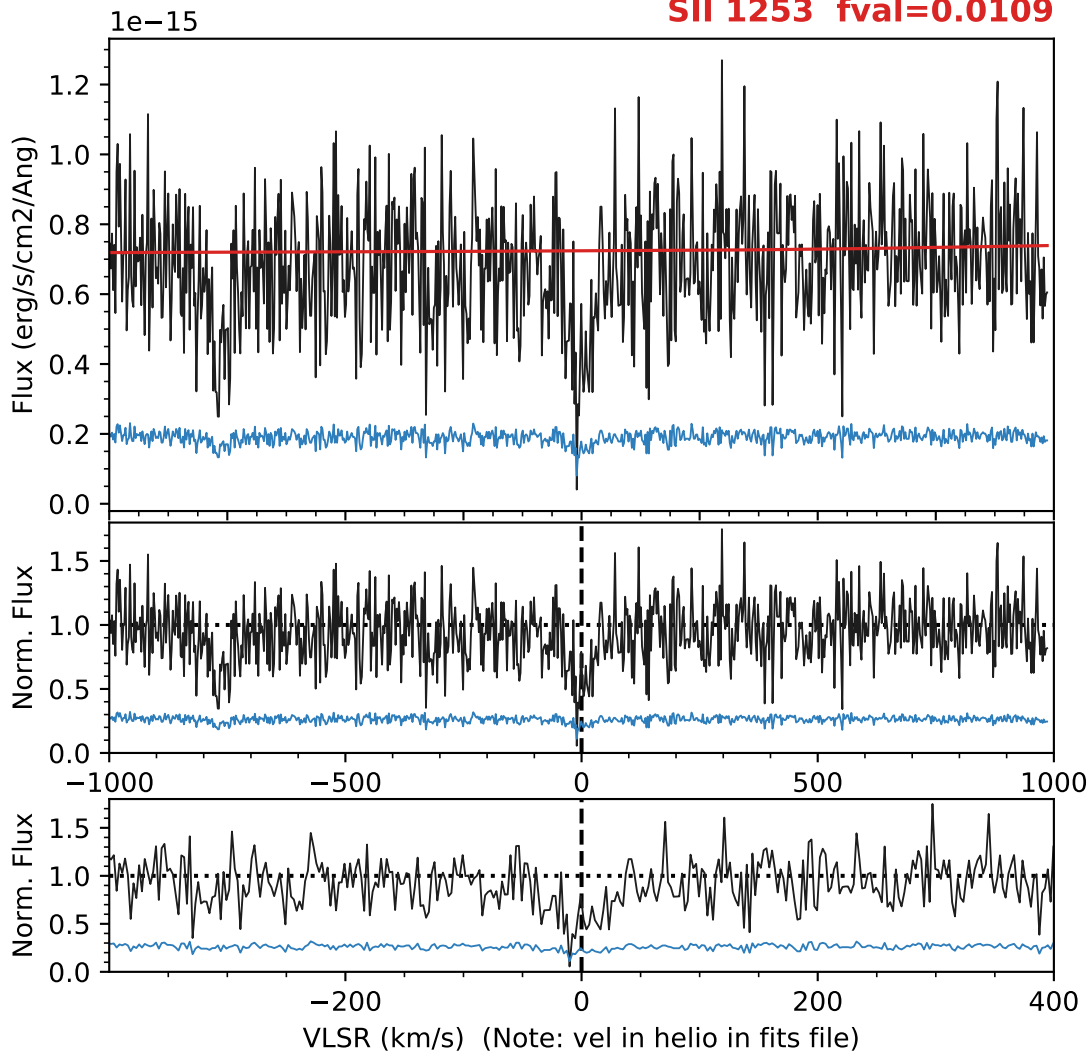 SII 1253 fval=0.0109
1e−15
1.2
1.0
0.8
0.6
0.4
0.2
0.0
Flux (erg/s/cm2/Ang)
1.5
1.0
0.5
0.0
Norm. Flux
−1000 −500 0 500 1000
1.5
1.0
0.5
0.0
Norm. Flux
−200 0 200 400
VLSR (km/s) (Note: vel in helio in fits file)